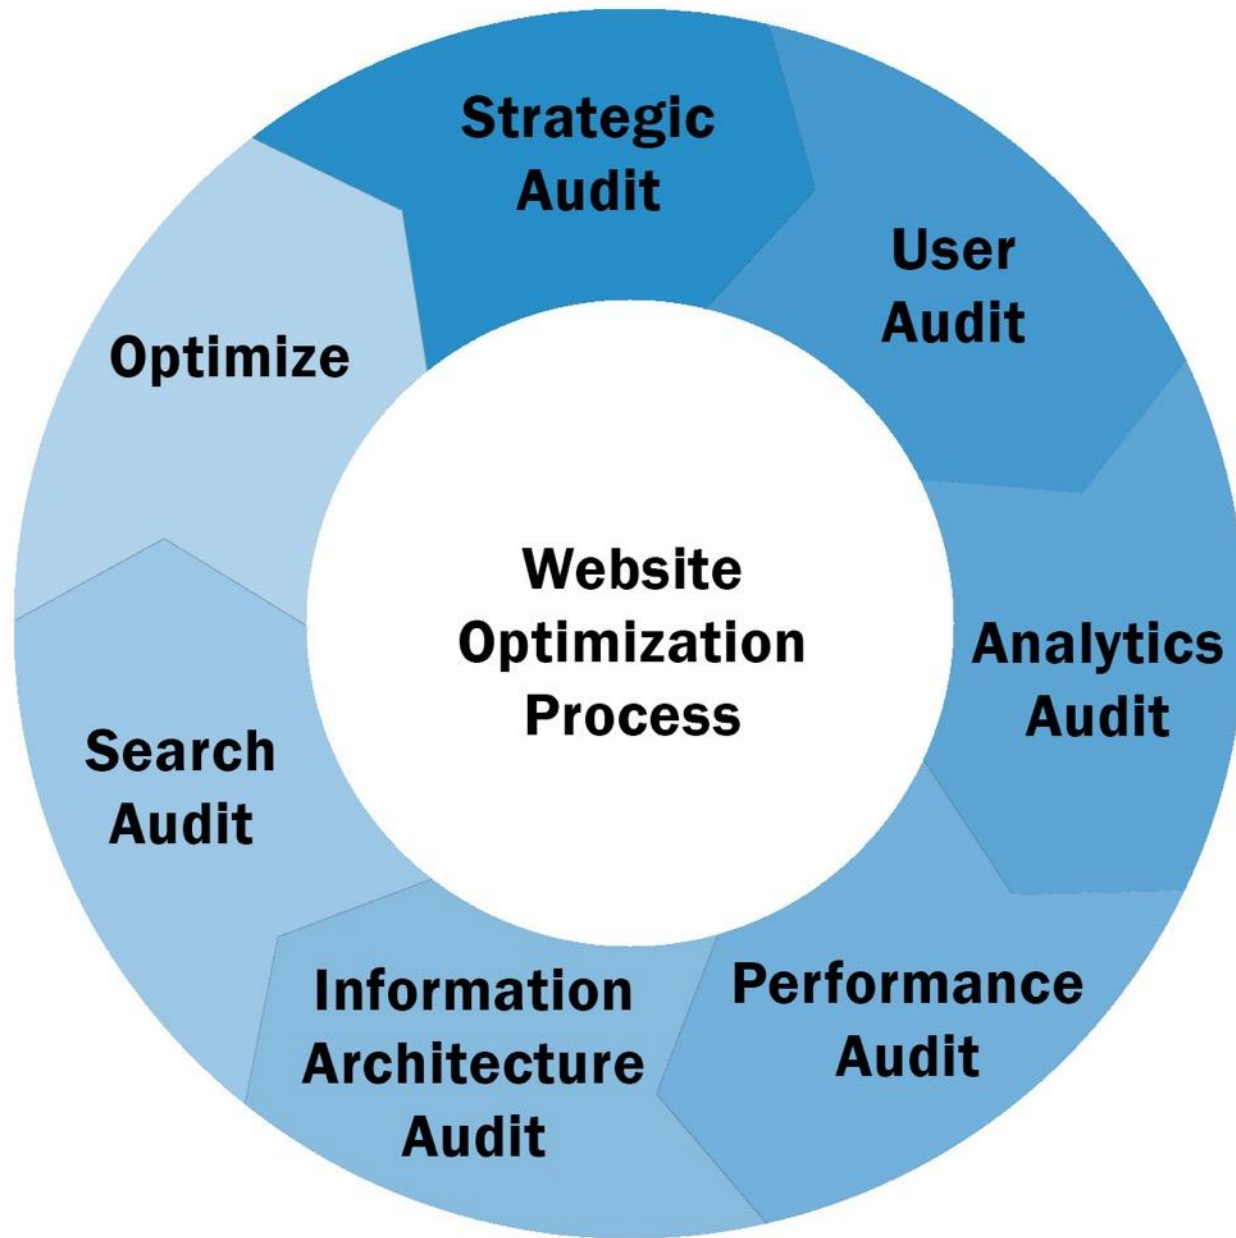 Strategic
Audit
User
Audit
Analytics
Audit
Performance
Audit
Information
Architecture
Audit
Search
Audit
Optimize
Website
Optimization
Process